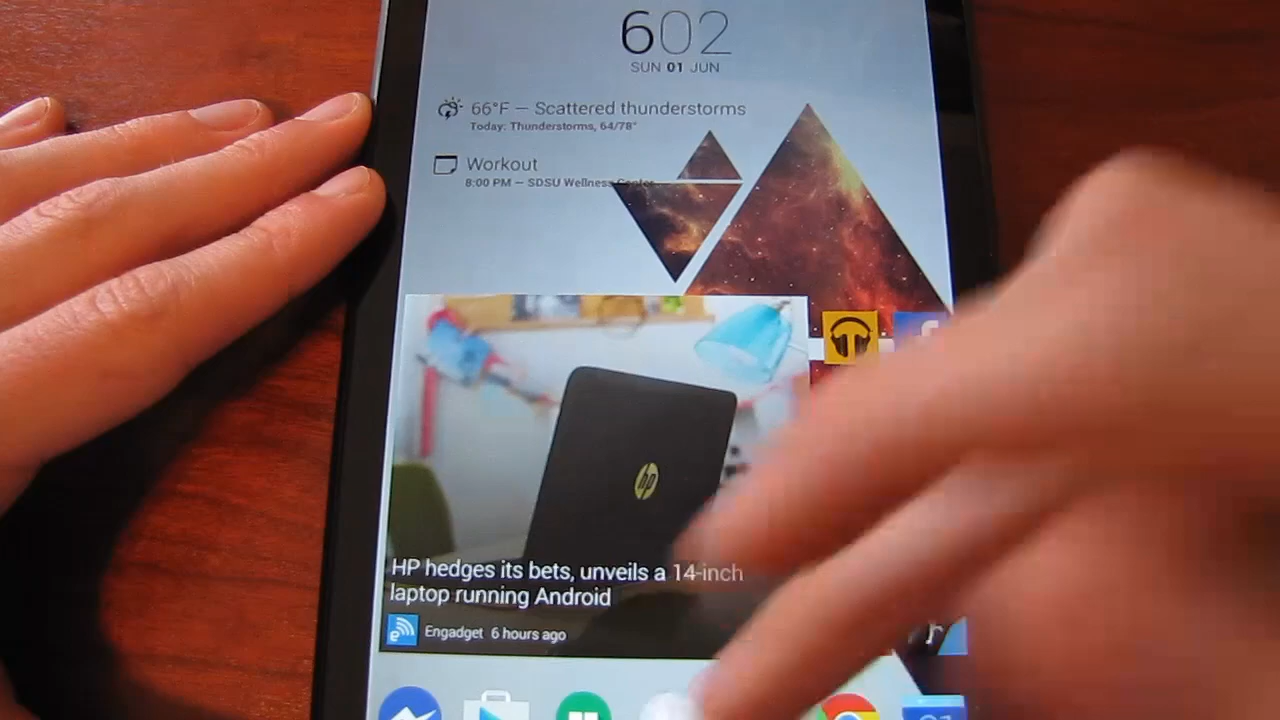 602
SUN 01 JUN
66°F — Scattered thunderstorms
Today: Thunderstorms, 64/78°
Workout
8:00 PM — SDSU Wellness Center
hp
HP hedges its bets, unveils a 14-inch
laptop running Android
e
Engadget 6 hours ago